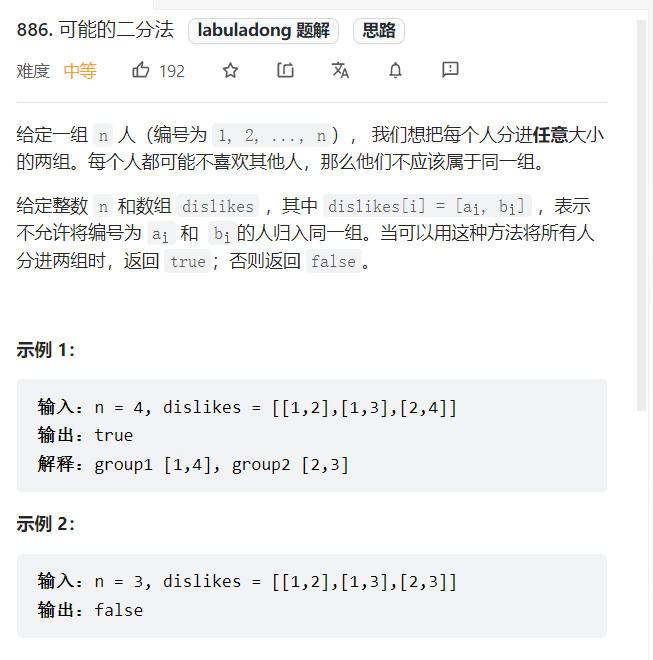 886. 可能的二分法 labuladong 题解 思路
难度 中等 192
给定一组 n 人（编号为 1, 2, ..., n），我们想把每个人分进任意大小
的两组。每个人都可能不喜欢其他人，那么他们不应该属于同一组。
给定整数 n 和数组 dislikes ，其中 dislikes[i] = [ai, bi] ，表示
不允许将编号为 ai 和 bi的人归入同一组。当可以用这种方法将所有人
分进两组时，返回 true；否则返回 false。
示例 1：
输入：n = 4, dislikes = [[1,2],[1,3],[2,4]]
输出：true
解释：group1 [1,4], group2 [2,3]
示例 2：
输入：n = 3, dislikes = [[1,2],[1,3],[2,3]]
输出：false